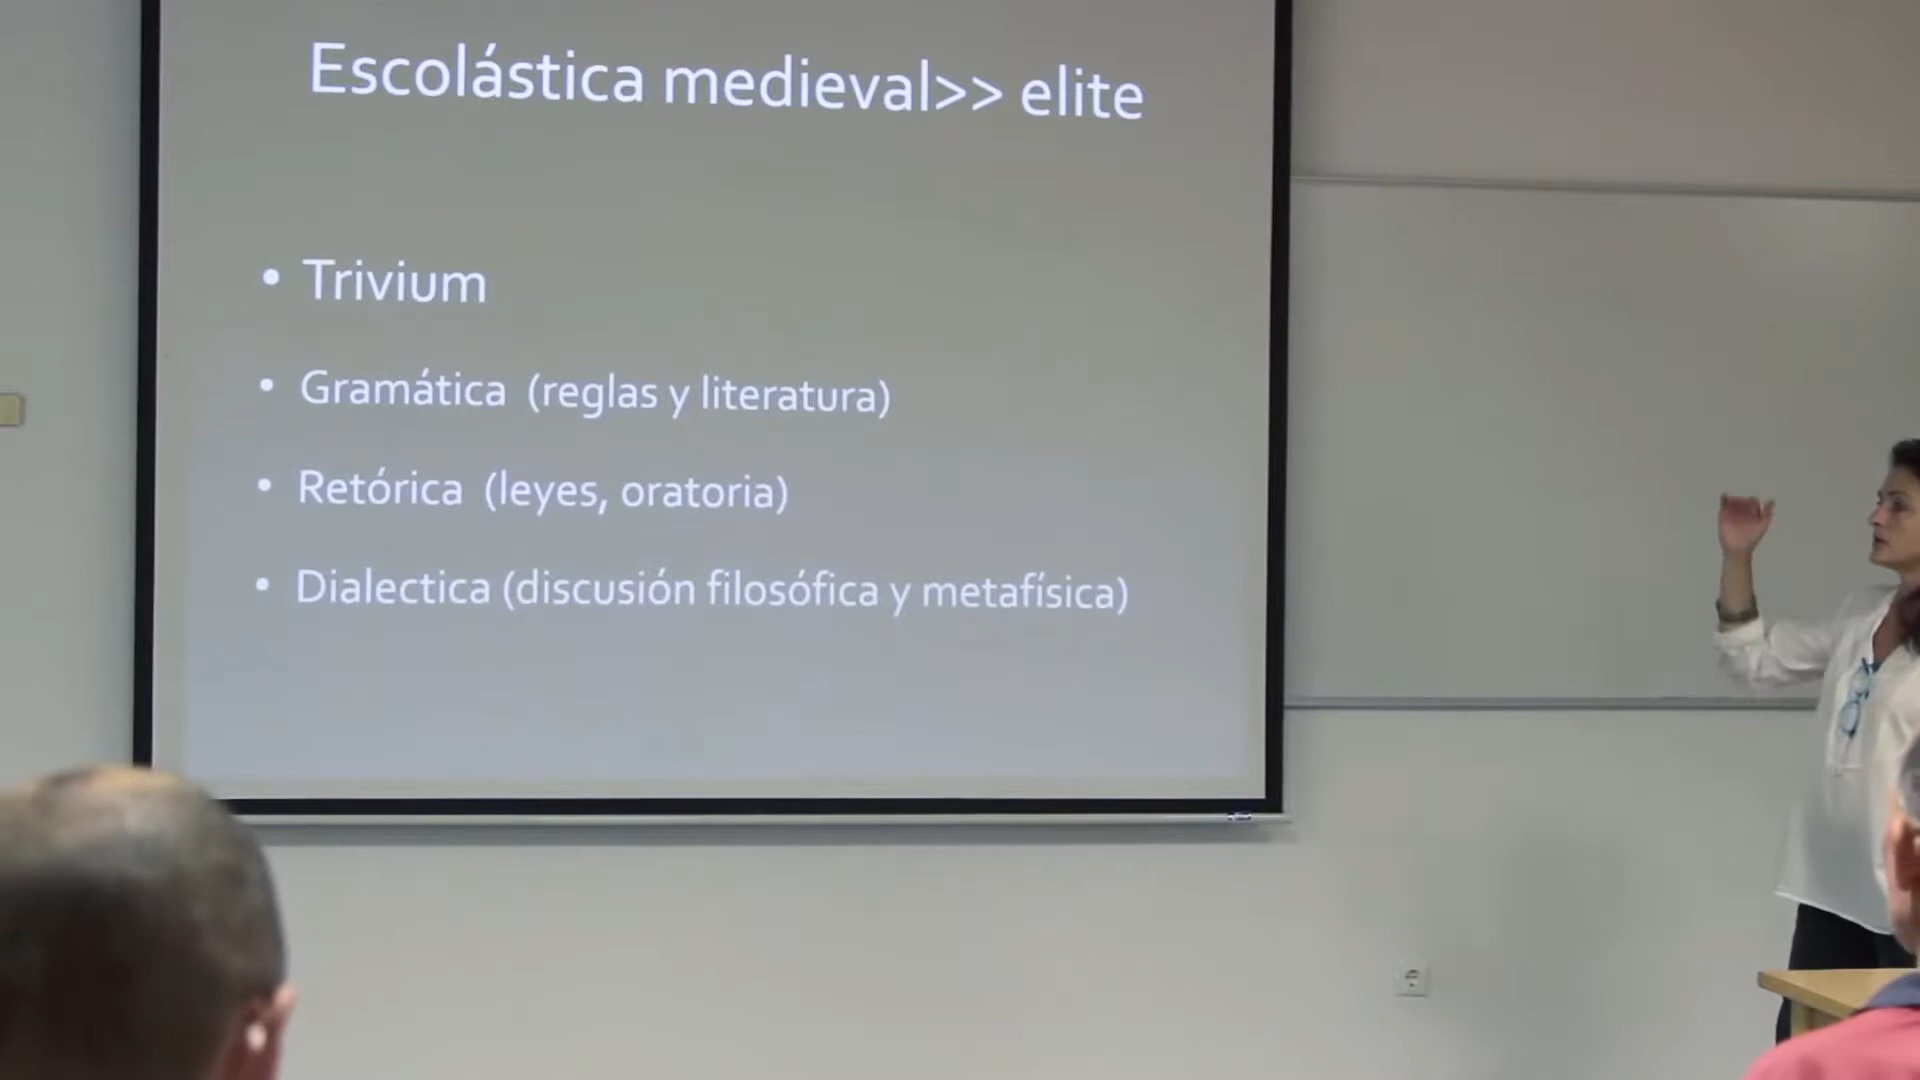 Escolástica medieval>> elite
• Trivium
• Gramática (reglas y literatura)
• Retórica (leyes, oratoria)
• Dialectica (discusión filosófica y metafísica)